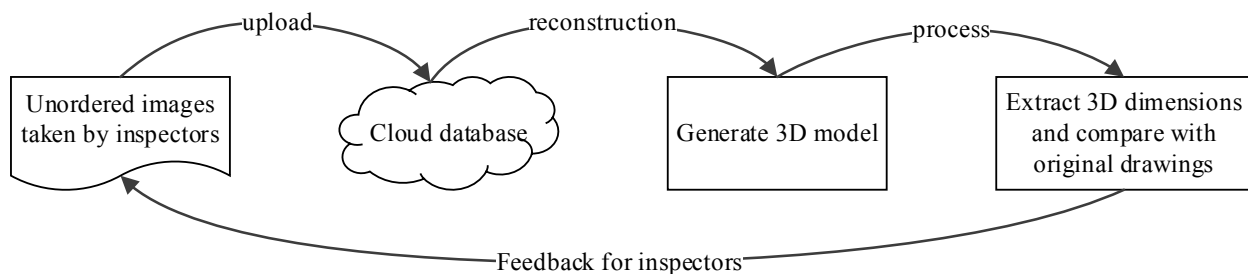 upload
reconstruction
process
Unordered images
taken by inspectors
Cloud database
Generate 3D model
Extract 3D dimensions
and compare with
original drawings
Feedback for inspectors